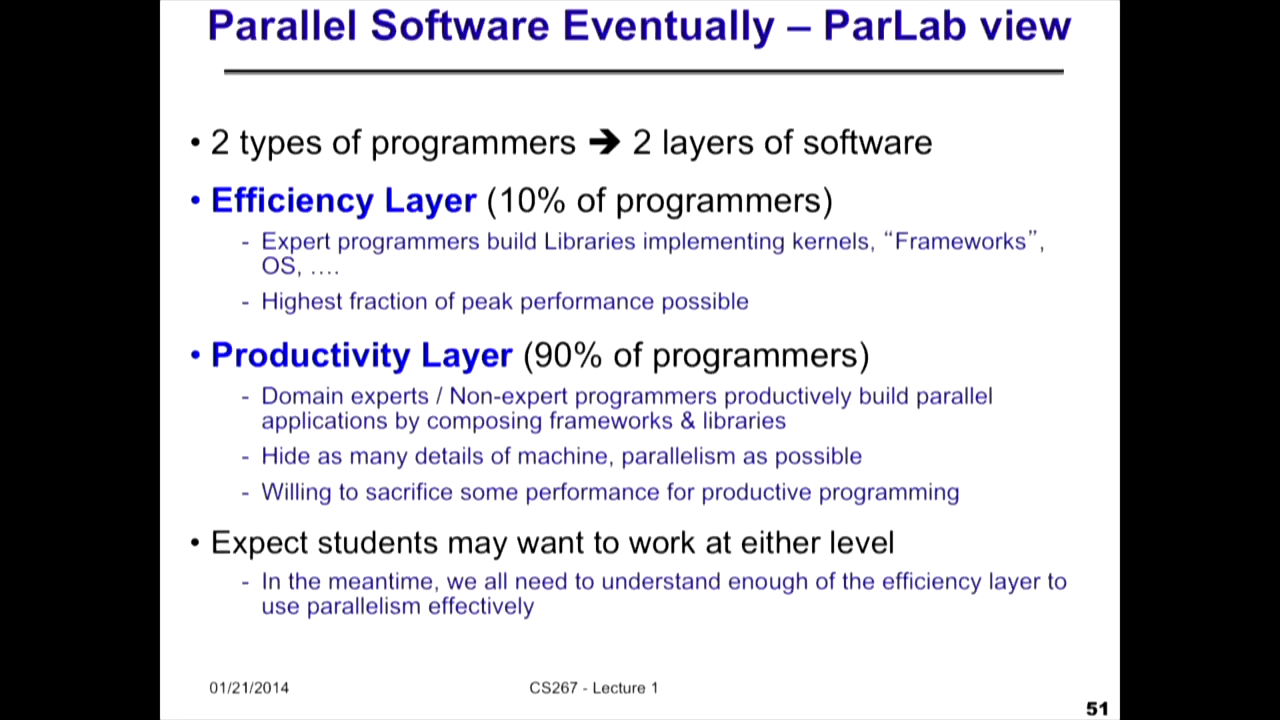 Parallel Software Eventually – ParLab view
• 2 types of programmers ➔ 2 layers of software
• Efficiency Layer (10% of programmers)
- Expert programmers build Libraries implementing kernels, “Frameworks”,
OS, ….
- Highest fraction of peak performance possible
• Productivity Layer (90% of programmers)
- Domain experts / Non-expert programmers productively build parallel
applications by composing frameworks & libraries
- Hide as many details of machine, parallelism as possible
- Willing to sacrifice some performance for productive programming
• Expect students may want to work at either level
- In the meantime, we all need to understand enough of the efficiency layer to
use parallelism effectively
01/21/2014
CS267 - Lecture 1
51